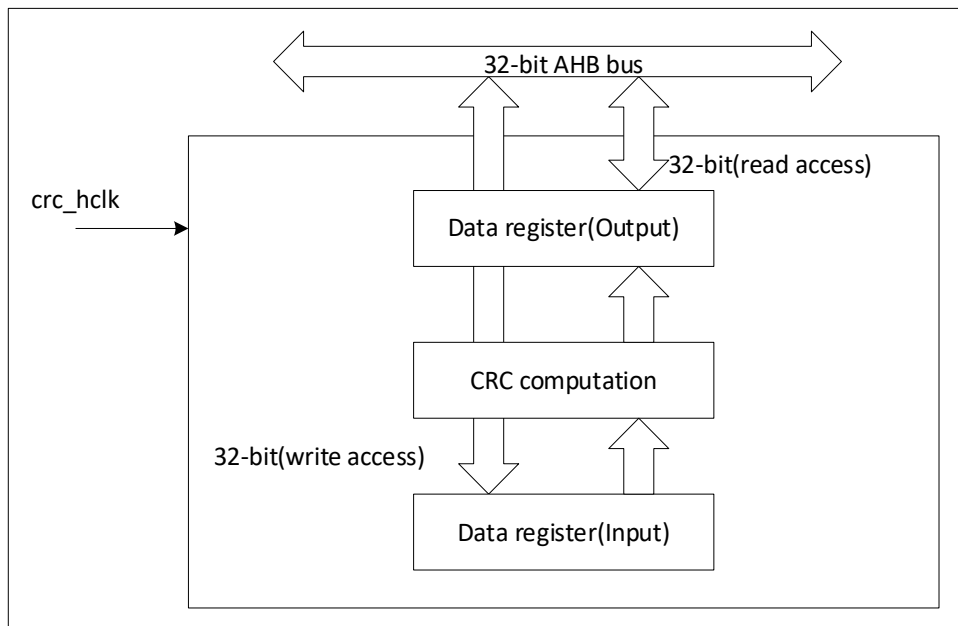 32-bit AHB bus
32-bit(read access)
crc_hclk
Data register(Output)
CRC computation
32-bit(write access)
Data register(Input)